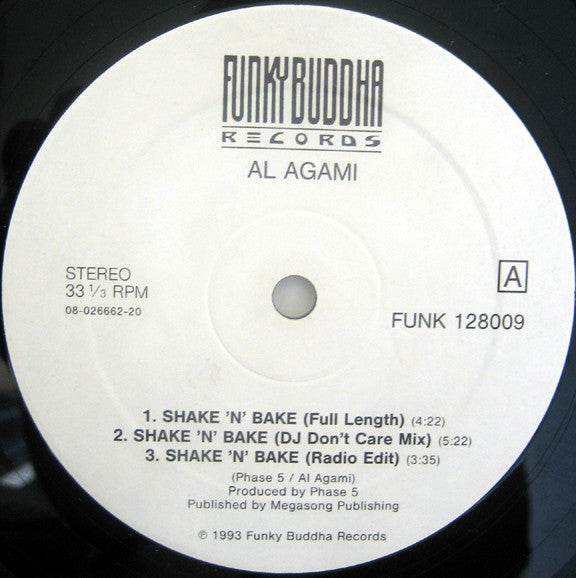 FUNKY BUDDHA
RECORDS
AL AGAMI
STEREO
33 1/3 RPM
08-026662-20
A
FUNK 128009
1. SHAKE 'N' BAKE (Full Length) (4:22)
2. SHAKE 'N' BAKE (DJ Don't Care Mix) (5:22)
3. SHAKE 'N' BAKE (Radio Edit) (3:35)
(Phase 5 / Al Agami)
Produced by Phase 5
Published by Megasong Publishing
℗ 1993 Funky Buddha Records